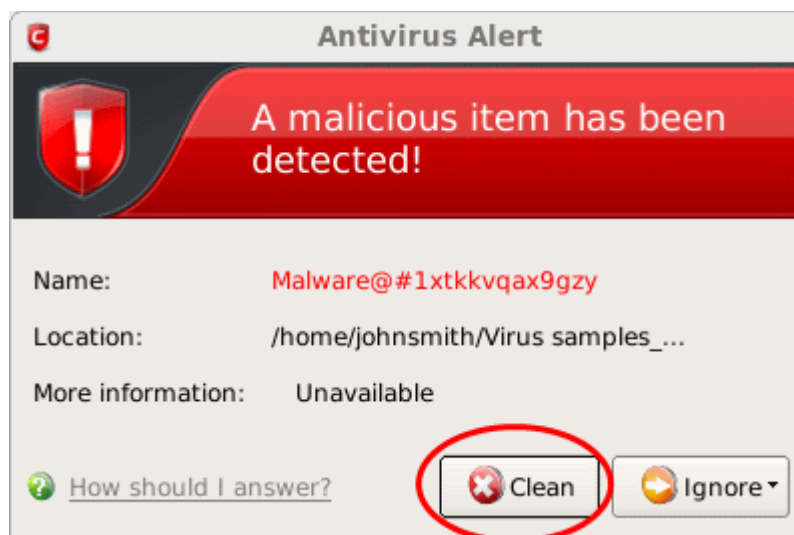 Antivirus Alert
A malicious item has been
detected!
Name: Malware@#1xtkkvqax9gzy
Location: /home/johnsmith/Virus samples_...
More information: Unavailable
How should I answer? Clean Ignore